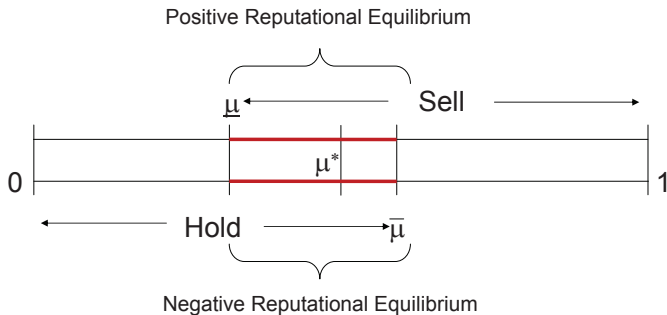 Positive Reputational Equilibrium
μ̲ Sell
μ*
0 1
Hold μ̅
Negative Reputational Equilibrium